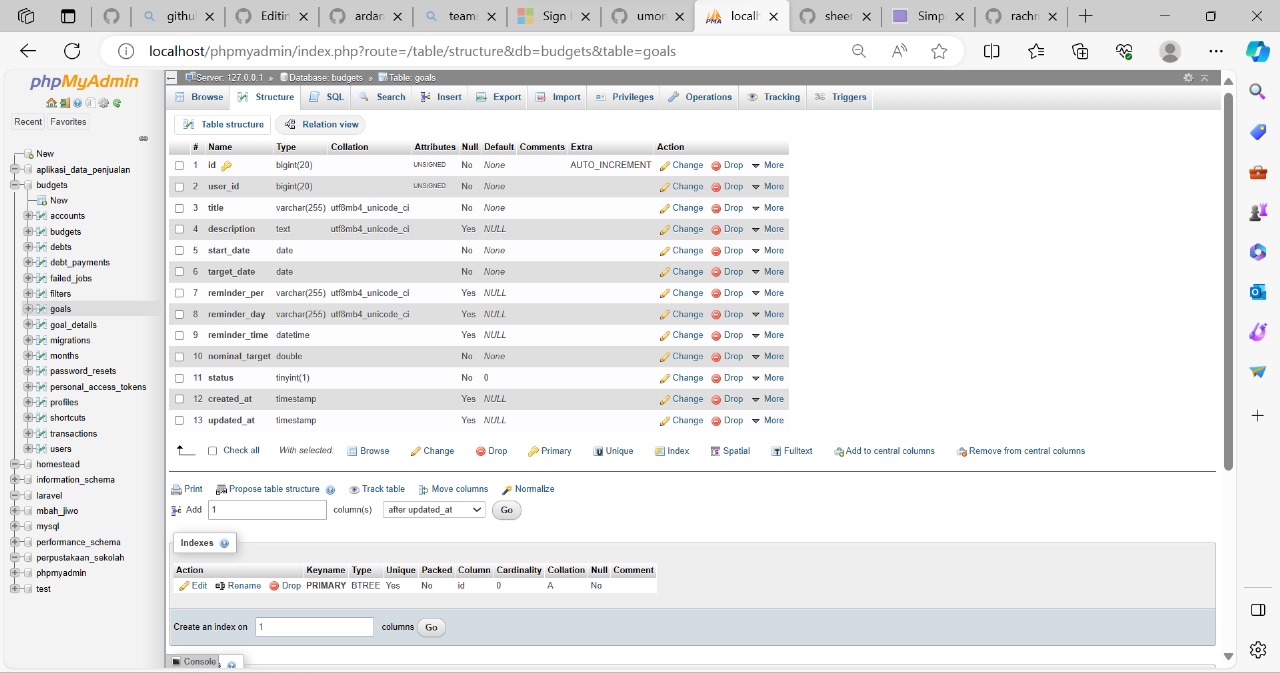 githu
Editin
ardan
team
Sign
umon
localh
sheer
Simp
rachn
localhost/phpmyadmin/index.php?route=/table/structure&db=budgets&table=goals
phpMyAdmin
Recent Favorites
New
aplikasi_data_penjualan
budgets
New
accounts
budgets
debts
debt_payments
failed_jobs
filters
goals
goal_details
migrations
months
password_resets
personal_access_tokens
profiles
shortcuts
transactions
users
homestead
information_schema
laravel
mbah_jiwo
mysql
performance_schema
perpustakaan_sekolah
phpmyadmin
test
Server: 127.0.0.1 » Database: budgets » Table: goals
Browse Structure SQL Search Insert Export Import Privileges Operations Tracking Triggers
Table structure Relation view
# Name Type Collation Attributes Null Default Comments Extra Action
1 id bigint(20) UNSIGNED No None AUTO_INCREMENT Change Drop More
2 user_id bigint(20) UNSIGNED No None Change Drop More
3 title varchar(255) utf8mb4_unicode_ci No None Change Drop More
4 description text utf8mb4_unicode_ci Yes NULL Change Drop More
5 start_date date No None Change Drop More
6 target_date date No None Change Drop More
7 reminder_per varchar(255) utf8mb4_unicode_ci Yes NULL Change Drop More
8 reminder_day varchar(255) utf8mb4_unicode_ci Yes NULL Change Drop More
9 reminder_time datetime Yes NULL Change Drop More
10 nominal_target double No None Change Drop More
11 status tinyint(1) No 0 Change Drop More
12 created_at timestamp Yes NULL Change Drop More
13 updated_at timestamp Yes NULL Change Drop More
Check all With selected: Browse Change Drop Primary Unique Index Spatial Fulltext Add to central columns Remove from central columns
Print Propose table structure Track table Move columns Normalize
Add 1 column(s) after updated_at Go
Indexes
Action Keyname Type Unique Packed Column Cardinality Collation Null Comment
Edit Rename Drop PRIMARY BTREE Yes No id 0 A No
Create an index on 1 columns Go
Console